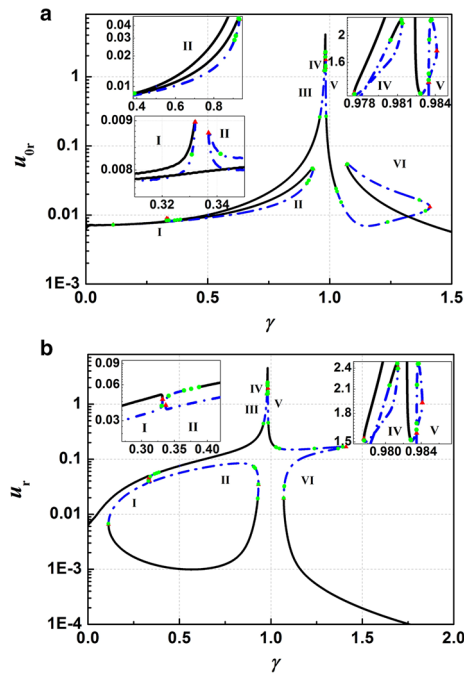 a
0.04
0.03
0.02
0.01
0.4 0.6 0.8
II
2
1.6
0.978 0.981 0.984
IV V
1
0.1
0.01
1E-3
u0r
0.009
0.008
0.32 0.34
I II
III
IV
V
VI
I
II
0.0 0.5 1.0 1.5
γ
b
0.09
0.06
0.03
0.30 0.35 0.40
I II
2.4
2.1
1.8
1.5
0.980 0.984
IV V
1
0.1
0.01
1E-3
1E-4
ur
III
IV
V
I
II
VI
0.0 0.5 1.0 1.5 2.0
γ